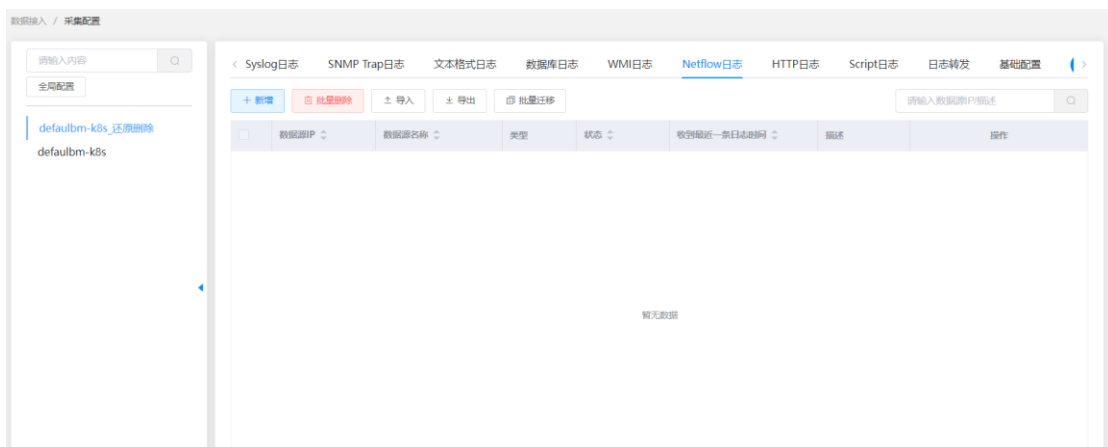 数据接入 / 采集配置
请输入内容
全局配置
defaulbm-k8s_还原删除
defaulbm-k8s
Syslog日志 SNMP Trap日志 文本格式日志 数据库日志 WMI日志 Netflow日志 HTTP日志 Script日志 日志转发 基础配置
+ 新增 批量删除 导入 导出 批量迁移 请输入数据源IP/描述
数据源IP 数据源名称 类型 状态 收到最近一条日志时间 描述 操作
暂无数据